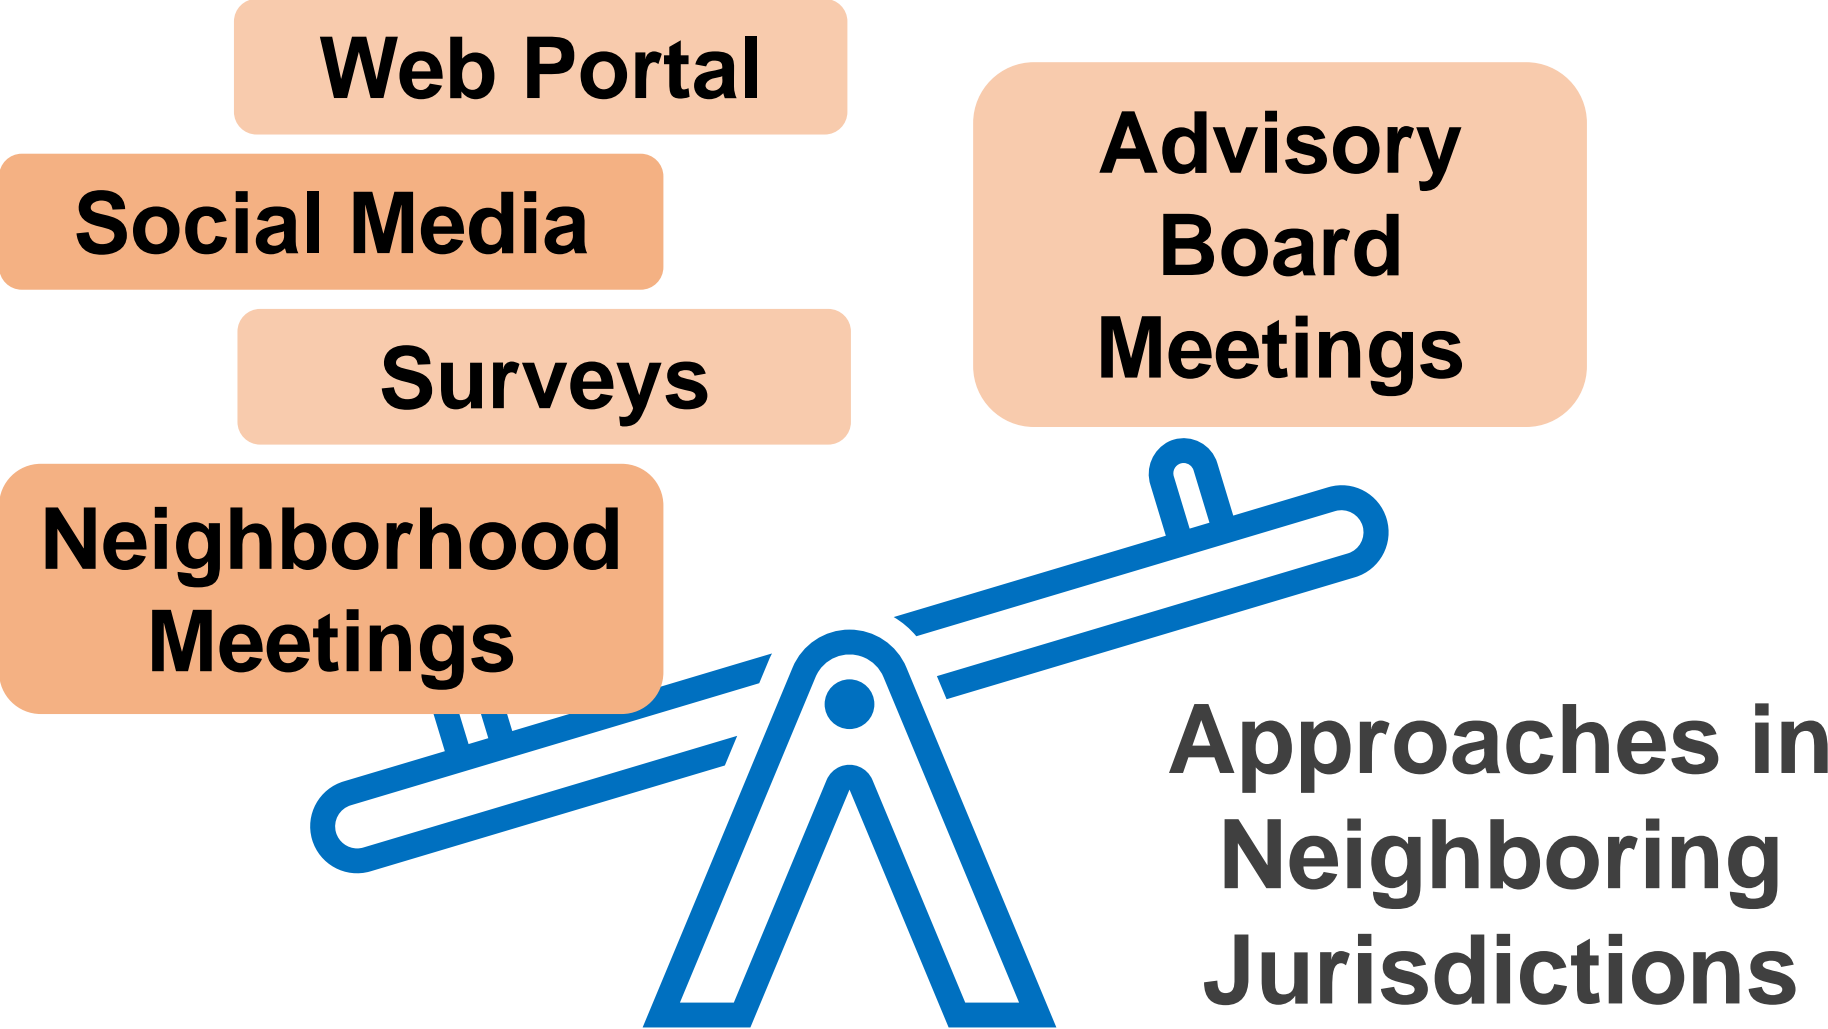 Web Portal
Social Media
Surveys
Neighborhood
Meetings
Advisory
Board
Meetings
Approaches in
Neighboring
Jurisdictions